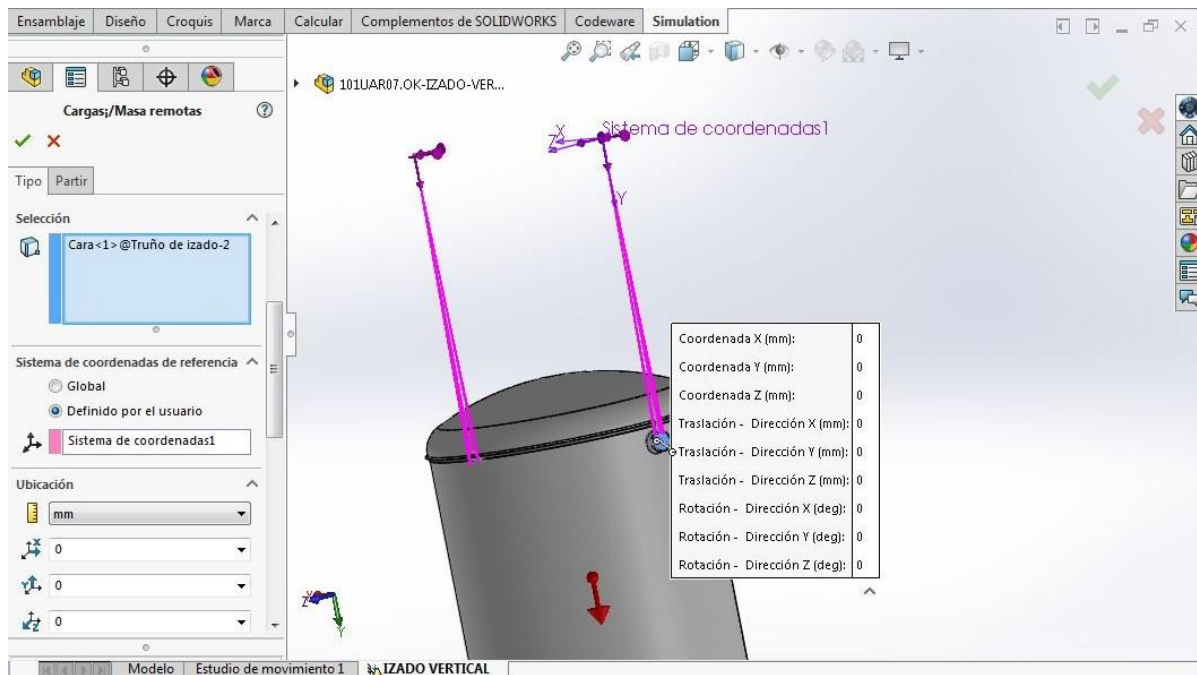 Ensamblaje Diseño Croquis Marca Calcular Complementos de SOLIDWORKS Codeware Simulation
Cargas;/Masa remotas
Tipo Partir
Selección
Cara<1>@Truño de izado-2
Sistema de coordenadas de referencia
Global
Definido por el usuario
Sistema de coordenadas1
Ubicación
mm
0
0
0
101UAR07.OK-IZADO-VER...
X
Z
Sistema de coordenadas1
Y
Coordenada X (mm): 0
Coordenada Y (mm): 0
Coordenada Z (mm): 0
Traslación - Dirección X (mm): 0
Traslación - Dirección Y (mm): 0
Traslación - Dirección Z (mm): 0
Rotación - Dirección X (deg): 0
Rotación - Dirección Y (deg): 0
Rotación - Dirección Z (deg): 0
Z
Y
Modelo Estudio de movimiento 1 IZADO VERTICAL